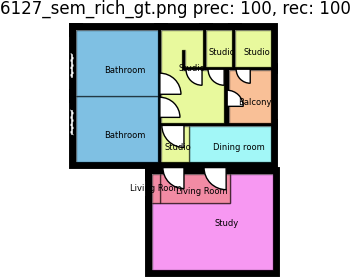 6127_sem_rich_gt.png prec: 100, rec: 100
Studio Studio
Bathroom Studio
Balcony
Bathroom
Studio Dining room
Living Room Living Room
Study